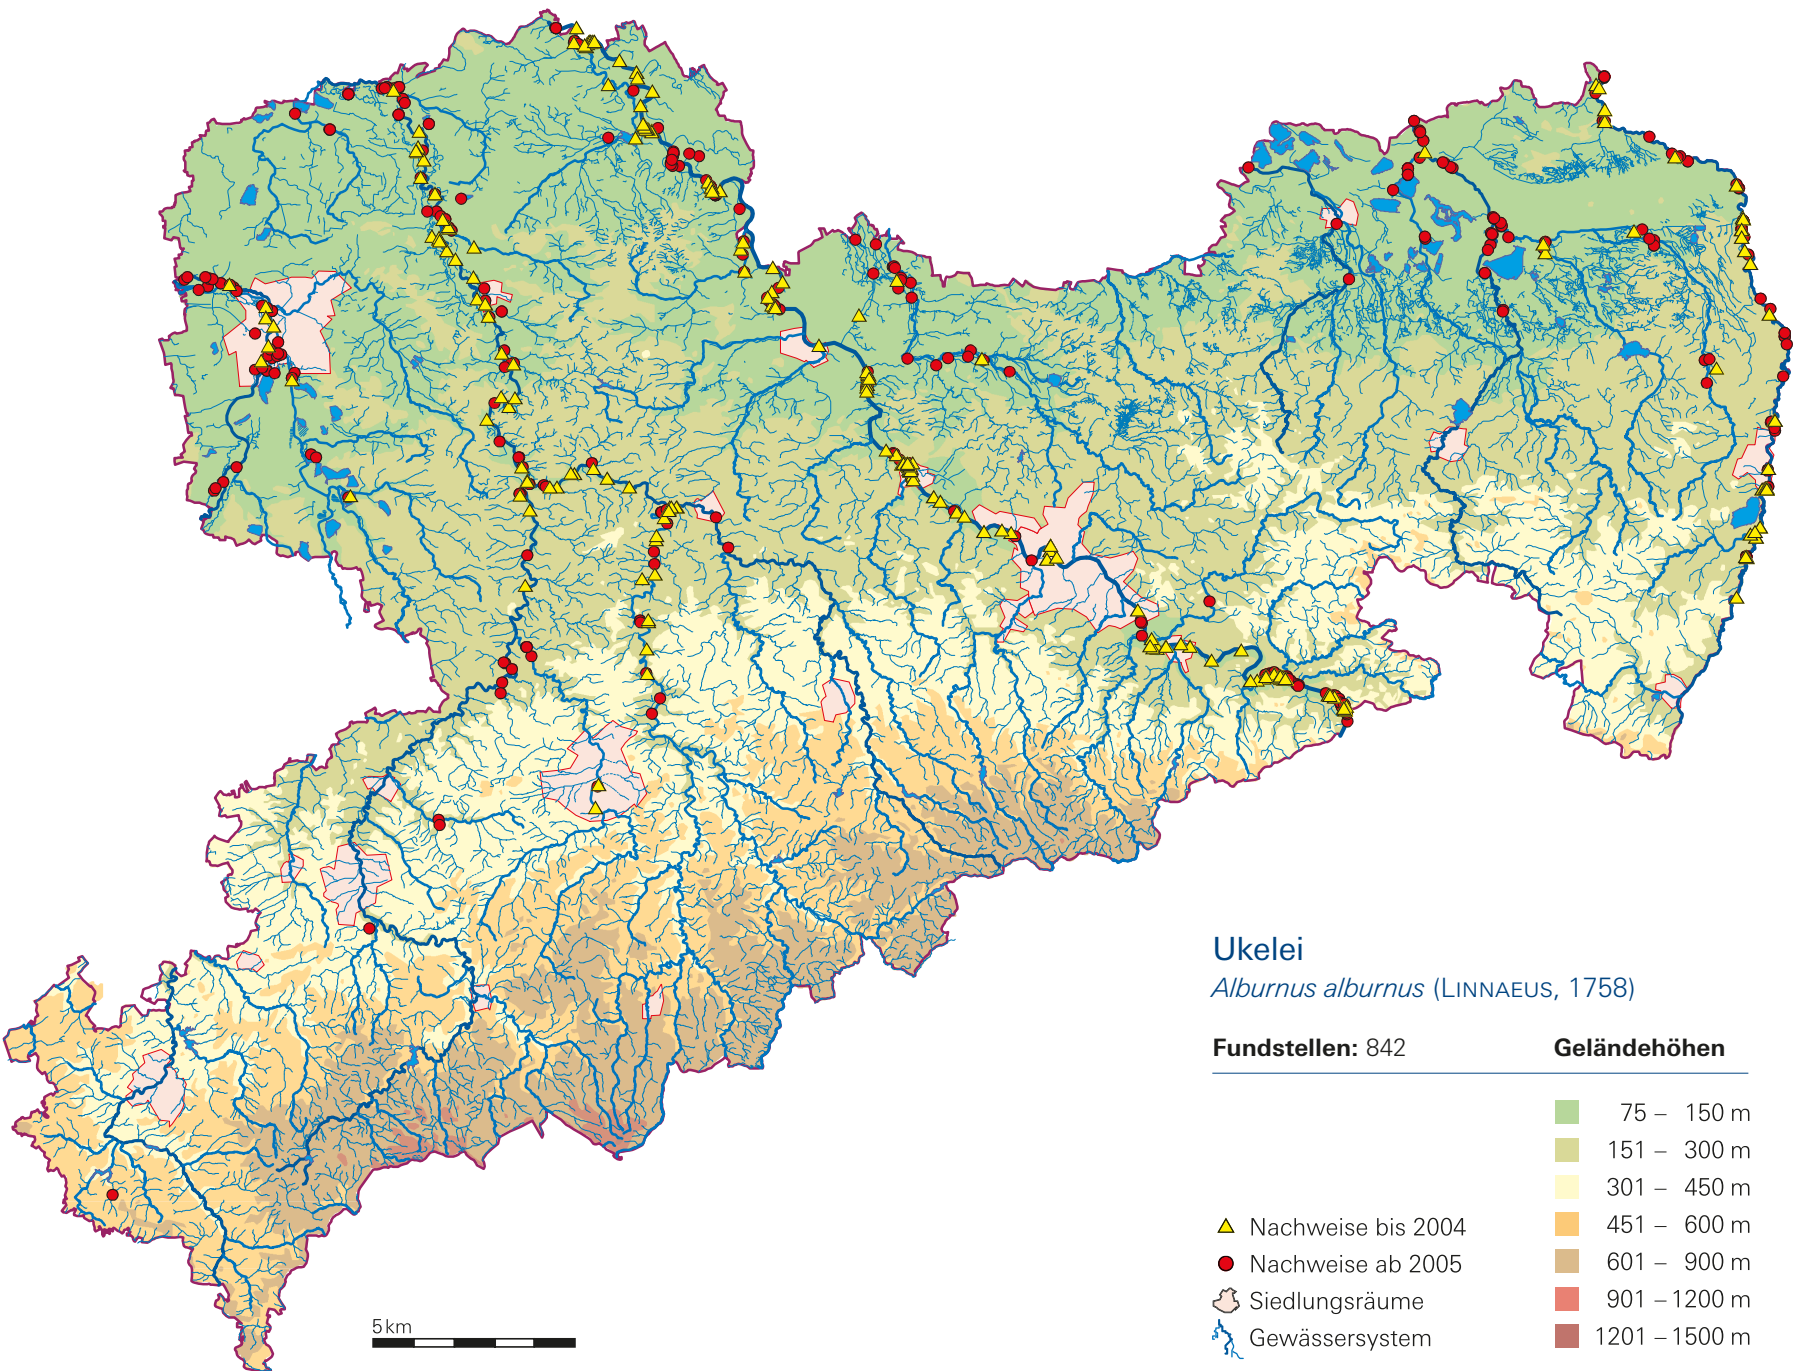 Ukelei
Alburnus alburnus (LINNAEUS, 1758)
Fundstellen: 842
Geländehöhen
75 – 150 m
151 – 300 m
301 – 450 m
451 – 600 m
601 – 900 m
901 – 1200 m
1201 – 1500 m
Nachweise bis 2004
Nachweise ab 2005
Siedlungsräume
Gewässersystem
5 km